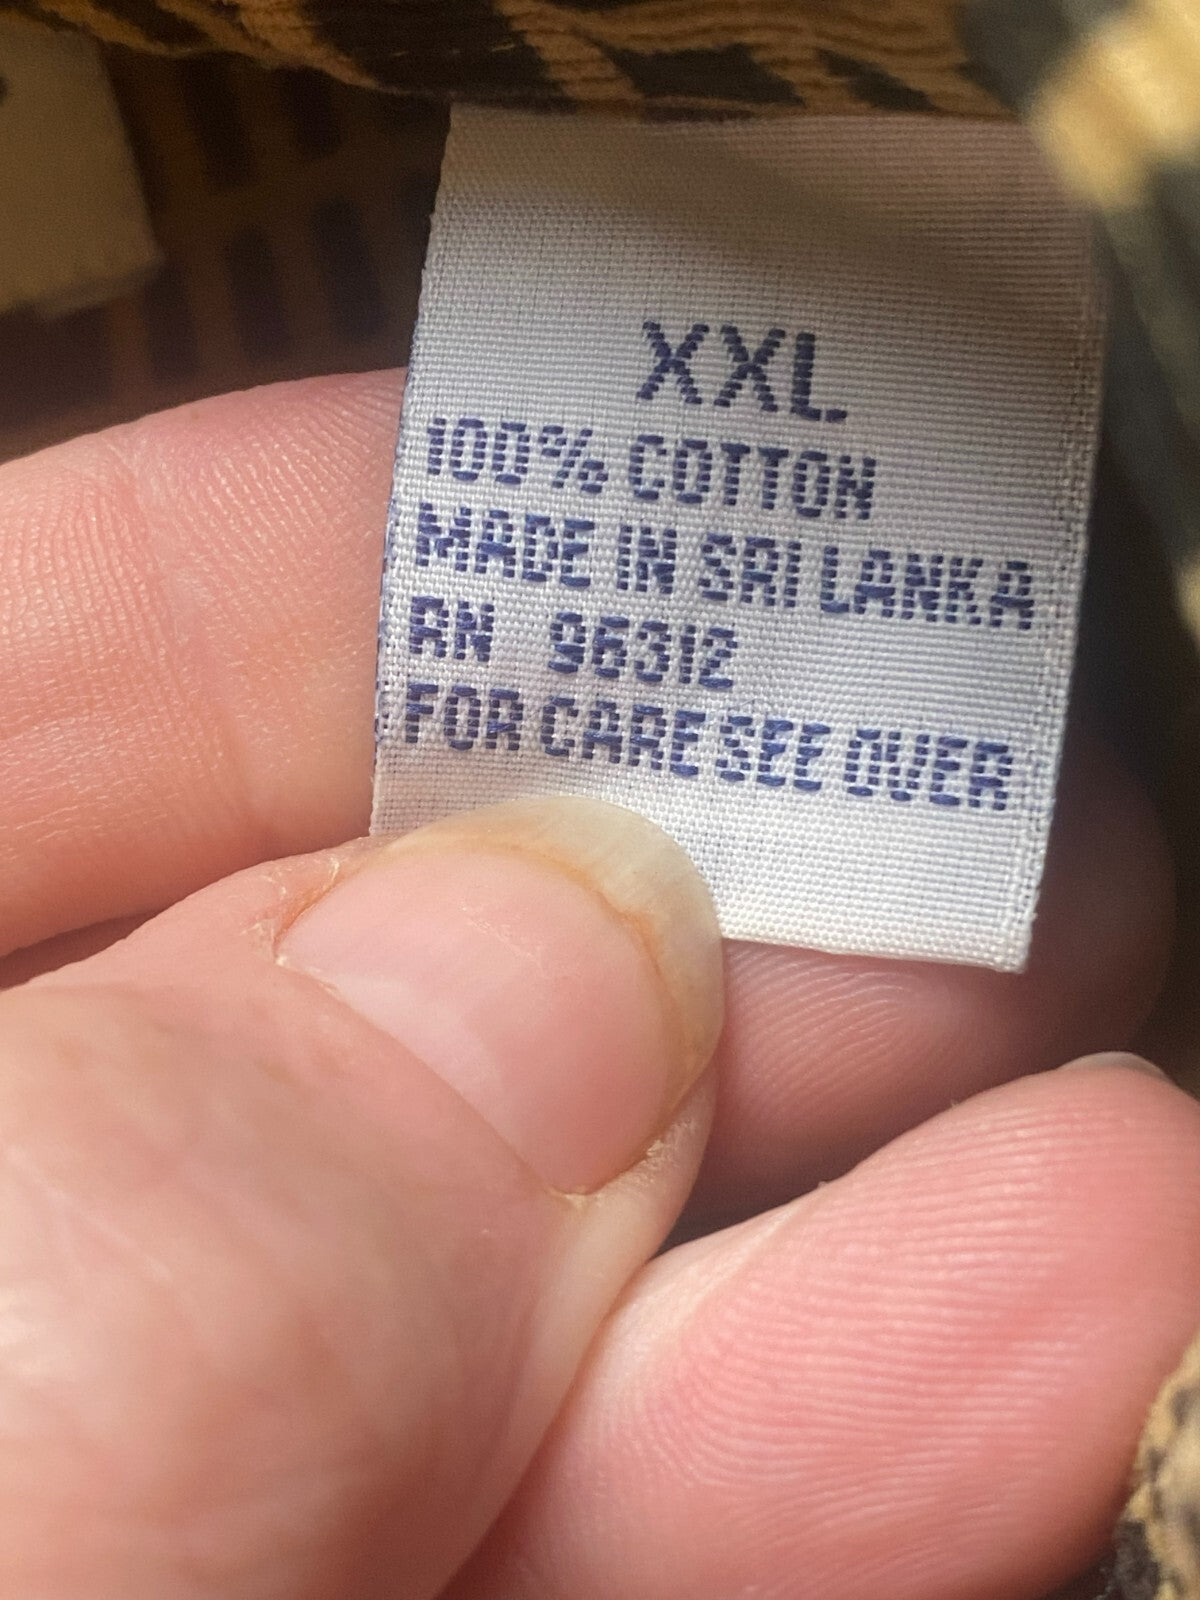 XXL
100% COTTON
MADE IN SRI LANKA
RN 96312
FOR CARE SEE OVER